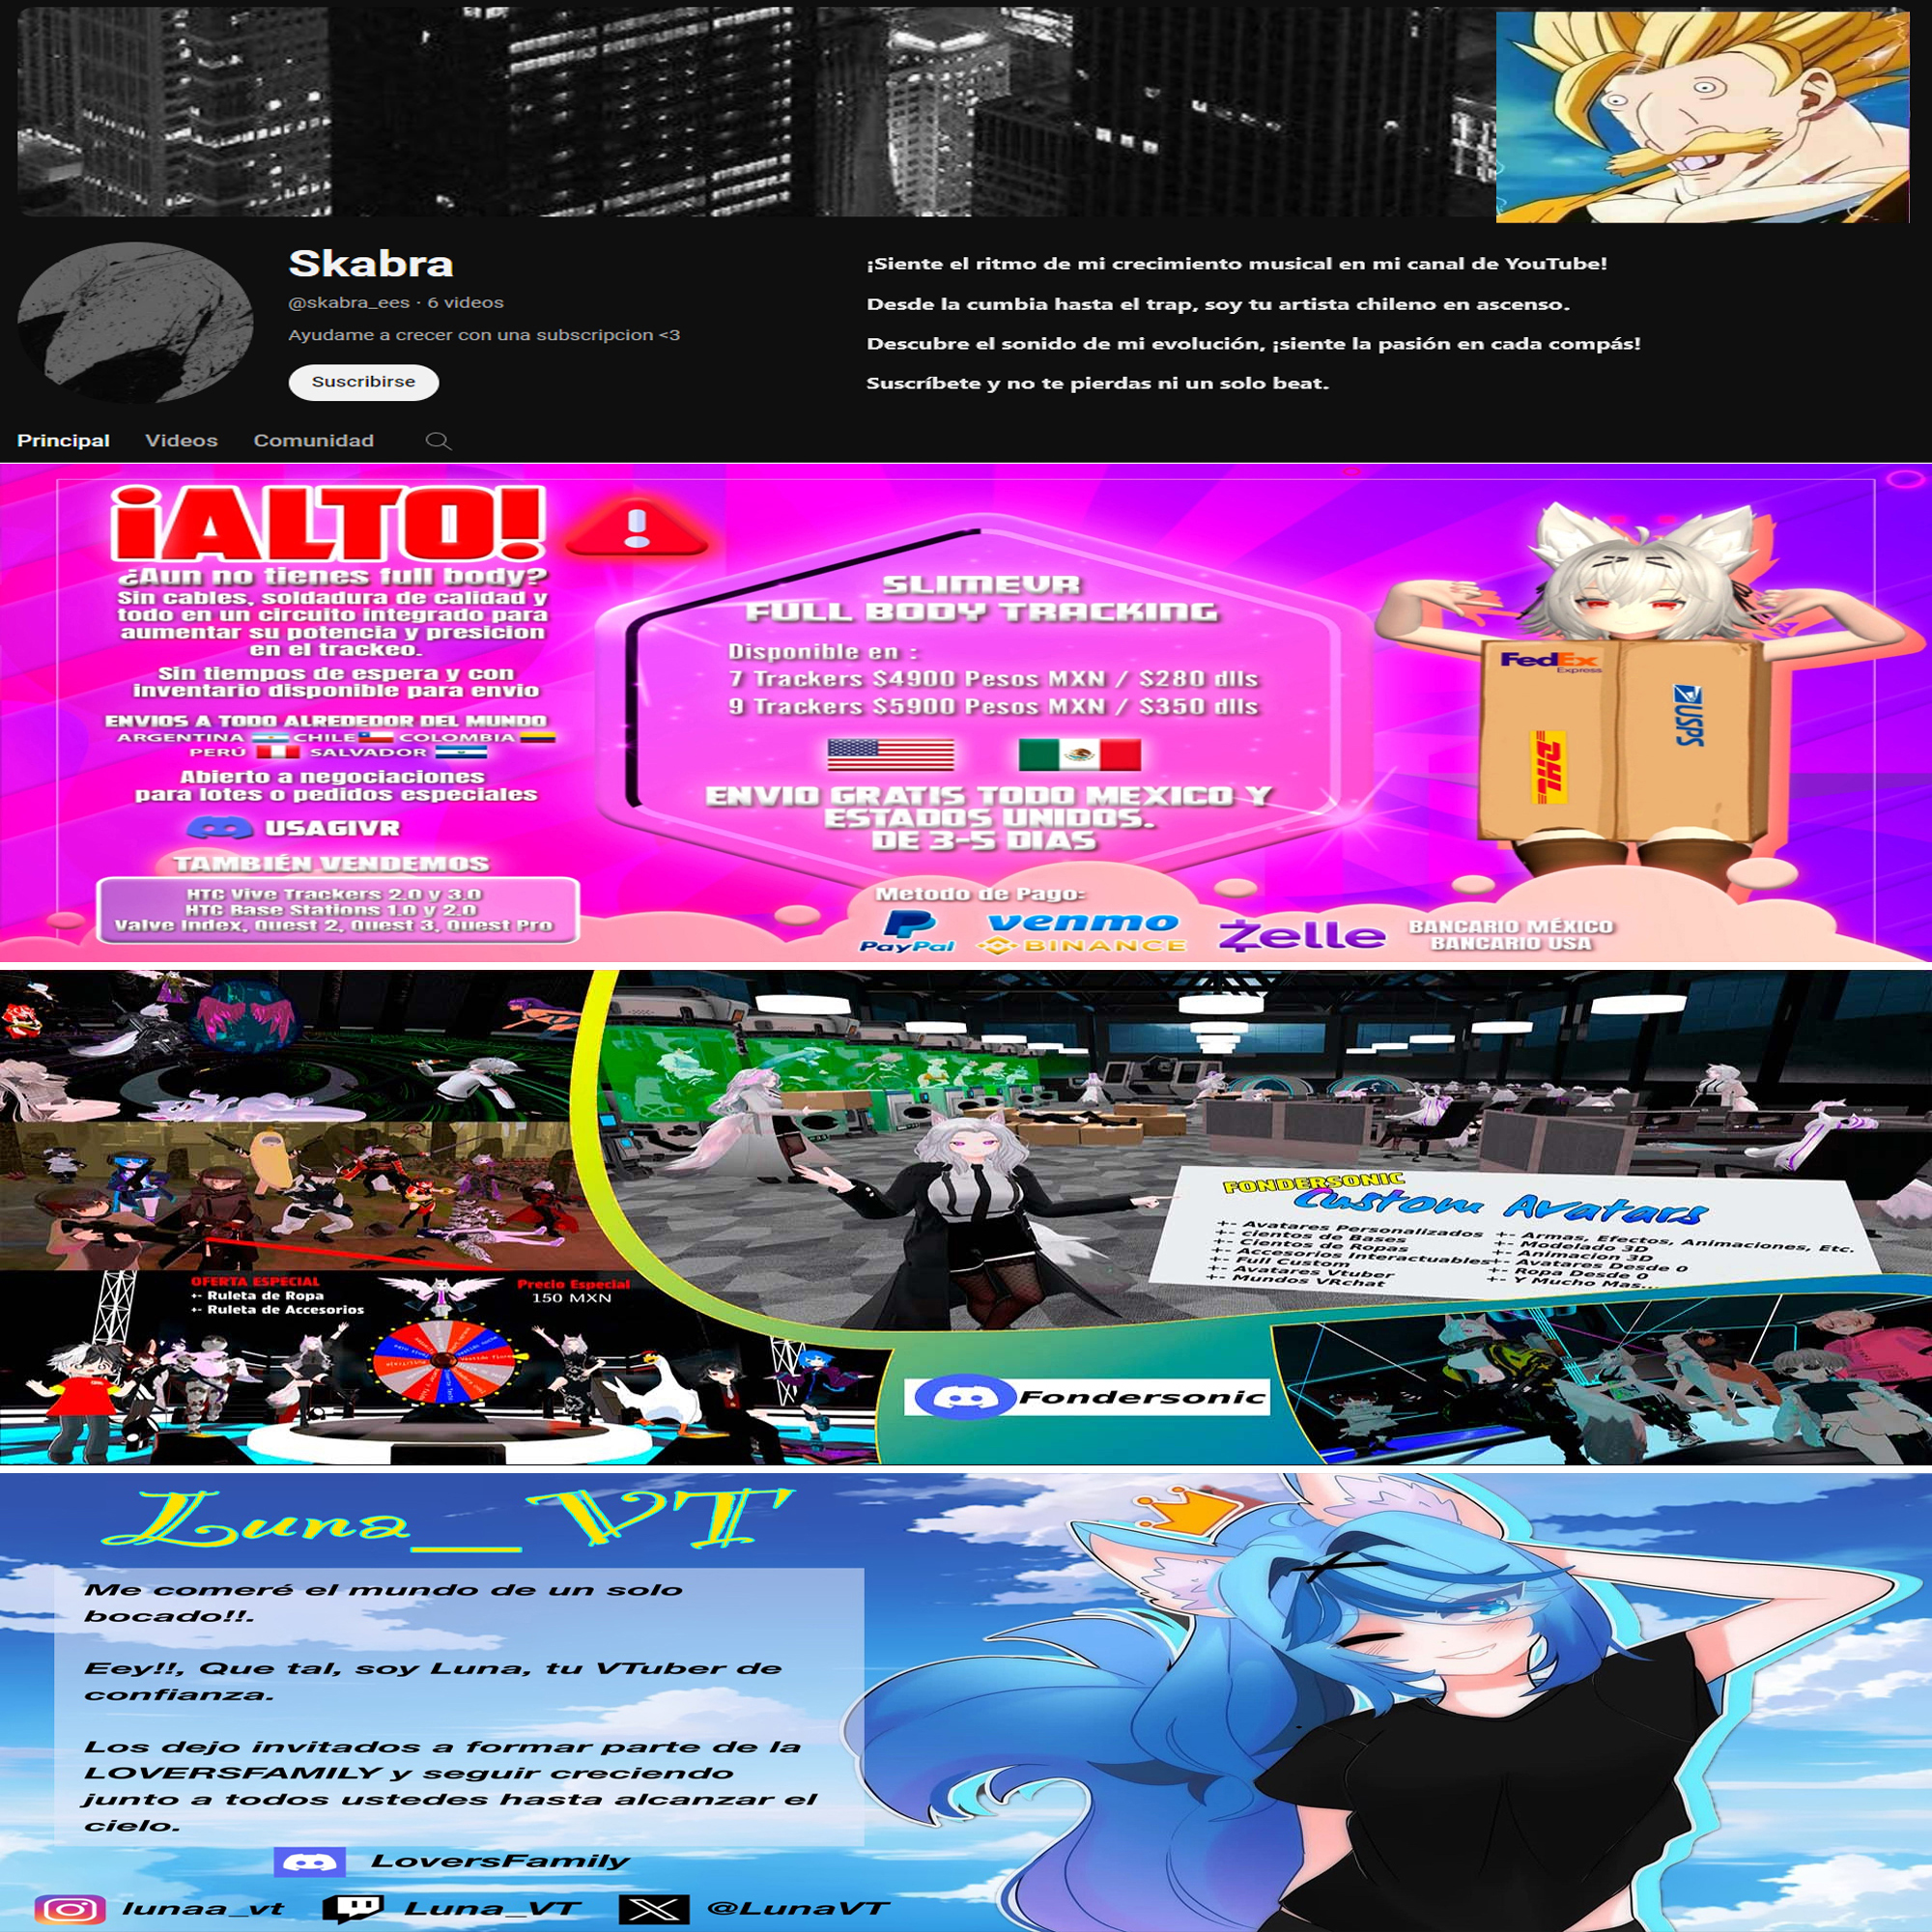 Skabra
@skabra_ees · 6 videos
Ayudame a crecer con una subscripcion <3
Suscribirse
¡Siente el ritmo de mi crecimiento musical en mi canal de YouTube!
Desde la cumbia hasta el trap, soy tu artista chileno en ascenso.
Descubre el sonido de mi evolución, ¡siente la pasión en cada compás!
Suscríbete y no te pierdas ni un solo beat.
Principal Videos Comunidad
¡ALTO!
¿Aun no tienes full body?
Sin cables, soldadura de calidad y
todo en un circuito integrado para
aumentar su potencia y presicion
en el trackeo.
Sin tiempos de espera y con
inventario disponible para envio
ENVIOS A TODO ALREDEDOR DEL MUNDO
ARGENTINA CHILE COLOMBIA
PERÚ SALVADOR
Abierto a negociaciones
para lotes o pedidos especiales
USAGIVR
TAMBIÉN VENDEMOS
HTC Vive Trackers 2.0 y 3.0
HTC Base Stations 1.0 y 2.0
Valve Index, Quest 2, Quest 3, Quest Pro
SLIMEVR
FULL BODY TRACKING
Disponible en :
7 Trackers $4900 Pesos MXN / $280 dlls
9 Trackers $5900 Pesos MXN / $350 dlls
ENVIO GRATIS TODO MEXICO Y
ESTADOS UNIDOS.
DE 3-5 DIAS
Metodo de Pago:
PayPal
venmo
BINANCE
Zelle
BANCARIO MÉXICO
BANCARIO USA
FedEx
Express
USPS
DHL
FONDERSONIC
Custom Avatars
+- Avatares Personalizados
+- cientos de Bases
+- Cientos de Ropas
+- Accesorios Interactuables
+- Full Custom
+- Avatares Vtuber
+- Mundos VRchat
+- Armas, Efectos, Animaciones, Etc.
+- Modelado 3D
+- Animacion 3D
+- Avatares Desde 0
+- Ropa Desde 0
+- Y Mucho Mas...
OFERTA ESPECIAL
+- Ruleta de Ropa
+- Ruleta de Accesorios
Precio Especial
150 MXN
Fondersonic
Luna_VT
Me comeré el mundo de un solo
bocado!!.
Eey!!, Que tal, soy Luna, tu VTuber de
confianza.
Los dejo invitados a formar parte de la
LOVERSFAMILY y seguir creciendo
junto a todos ustedes hasta alcanzar el
cielo.
LoversFamily
lunaa_vt Luna_VT @LunaVT